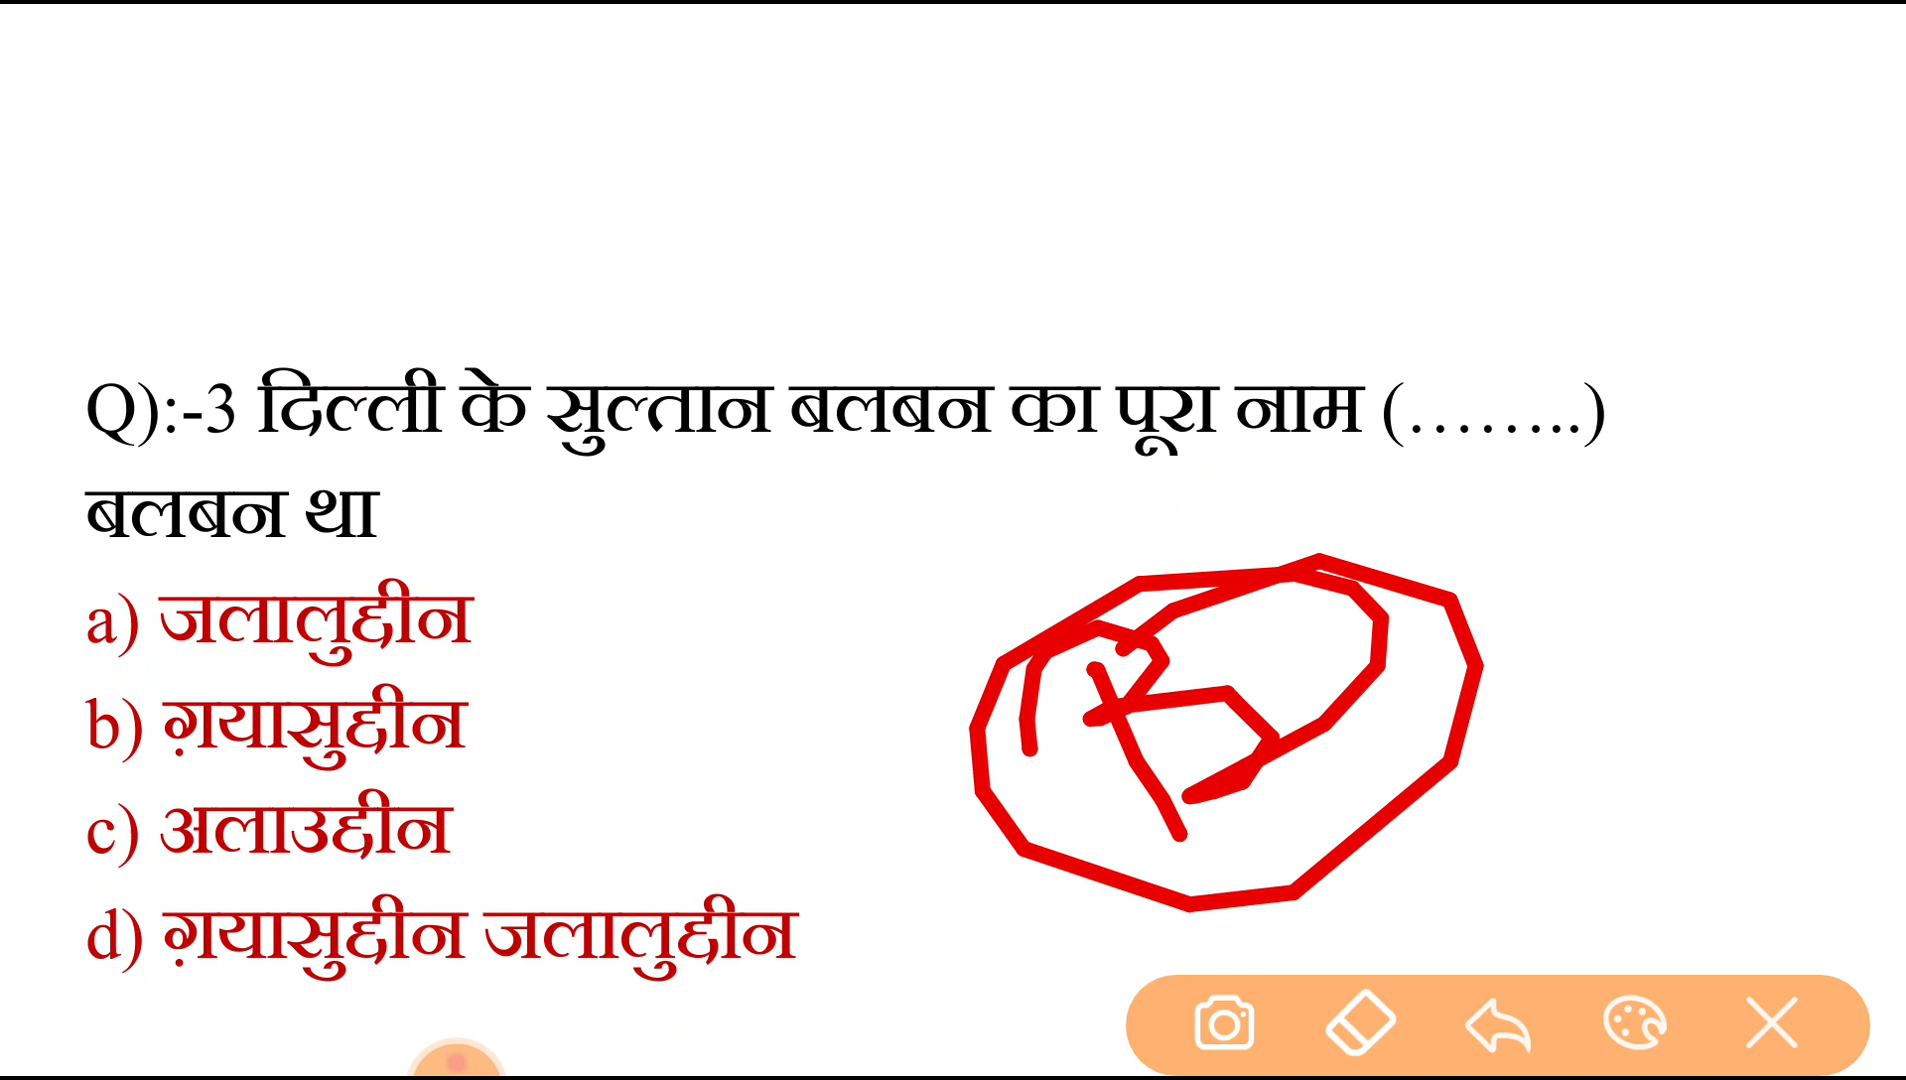 Q):-3 दिल्ली के सुल्तान बलबन का पूरा नाम (……..)
बलबन था
a) जलालुद्दीन
b) ग़यासुद्दीन
c) अलाउद्दीन
d) ग़यासुद्दीन जलालुद्दीन